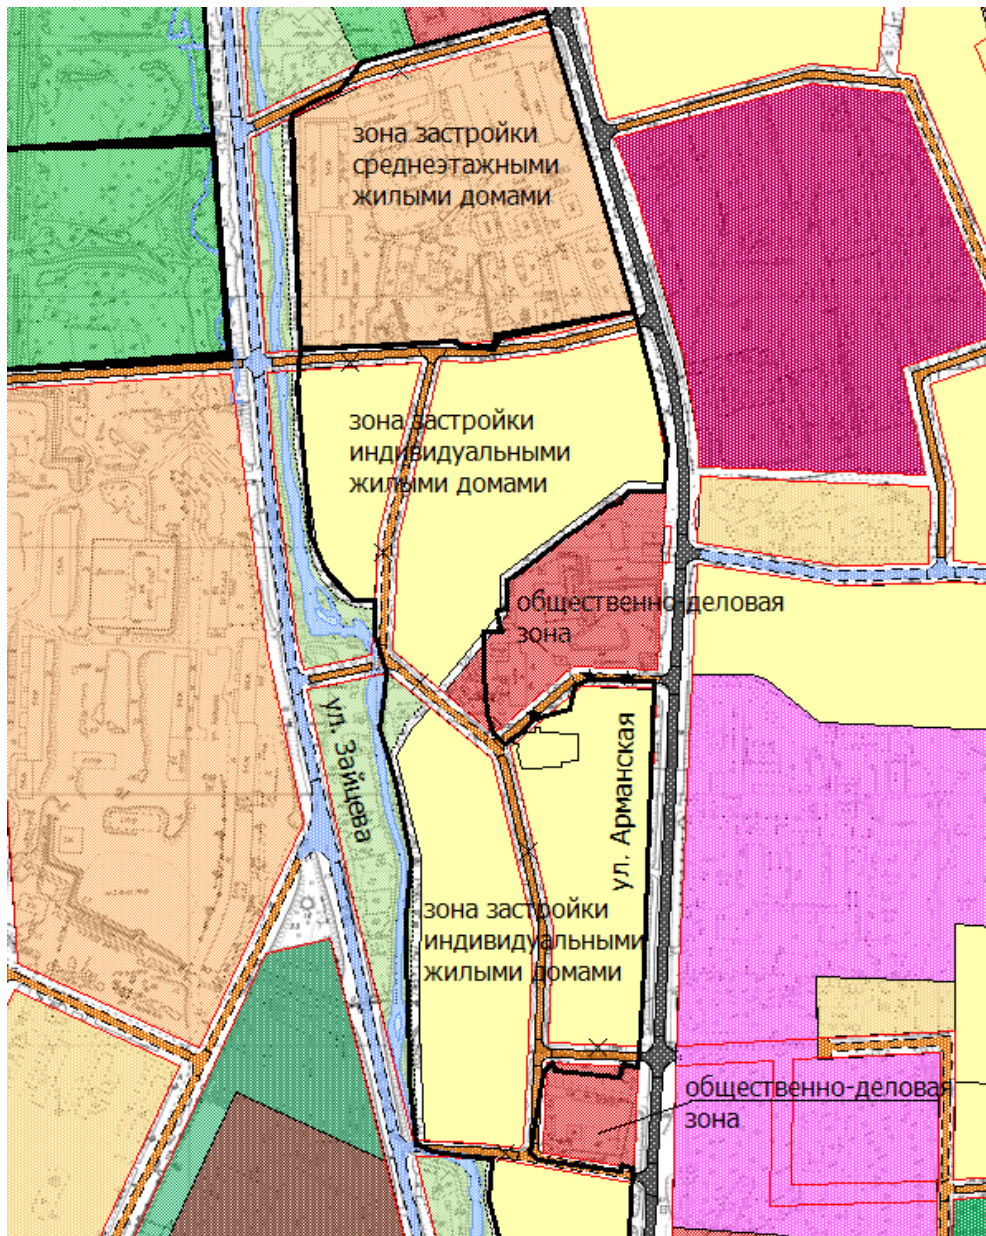 зона застройки
среднеэтажными
жилыми домами
зона застройки
индивидуальными
жилыми домами
общественно-деловая
зона
ул. Зайцева
ул. Арманская
зона застройки
индивидуальными
жилыми домами
общественно-деловая
зона